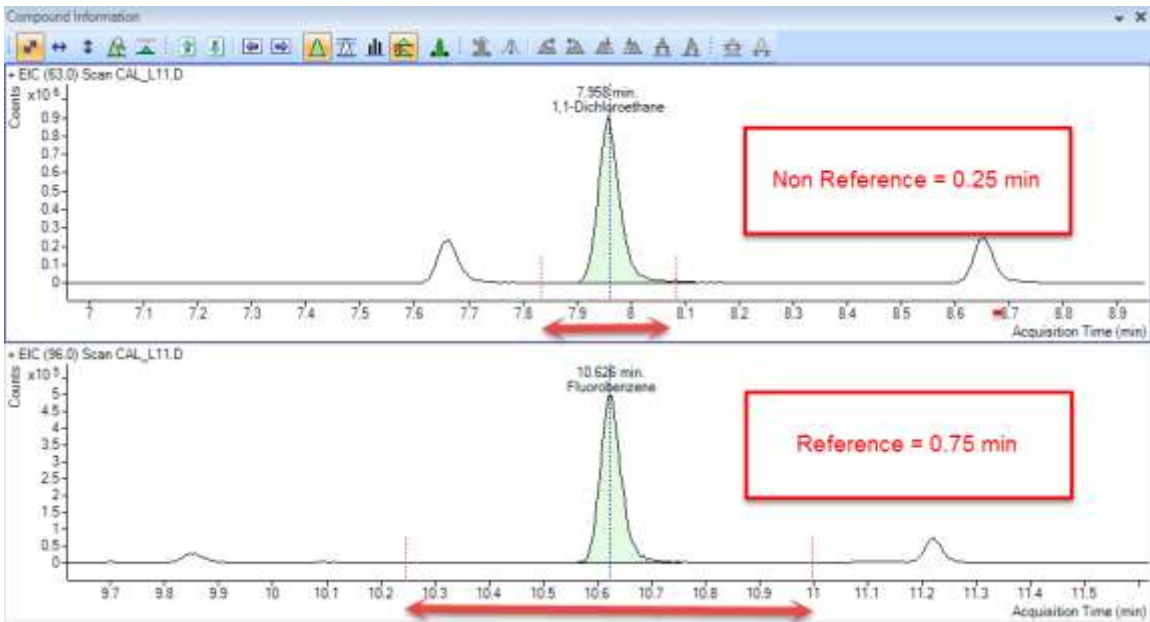 Compound Information
+ EIC (63.0) Scan CAL_L11.D
Counts
x10 6
7.958 min.
1,1-Dichloroethane
0.9
0.8
0.7
0.6
0.5
0.4
0.3
0.2
0.1
0
Non Reference = 0.25 min
7 7.1 7.2 7.3 7.4 7.5 7.6 7.7 7.8 7.9 8 8.1 8.2 8.3 8.4 8.5 8.6 8.7 8.8 8.9
Acquisition Time (min)
+ EIC (96.0) Scan CAL_L11.D
Counts
x10 5
10.626 min.
Fluorobenzene
5
4.5
4
3.5
3
2.5
2
1.5
1
0.5
0
Reference = 0.75 min
9.7 9.8 9.9 10 10.1 10.2 10.3 10.4 10.5 10.6 10.7 10.8 10.9 11 11.1 11.2 11.3 11.4 11.5
Acquisition Time (min)